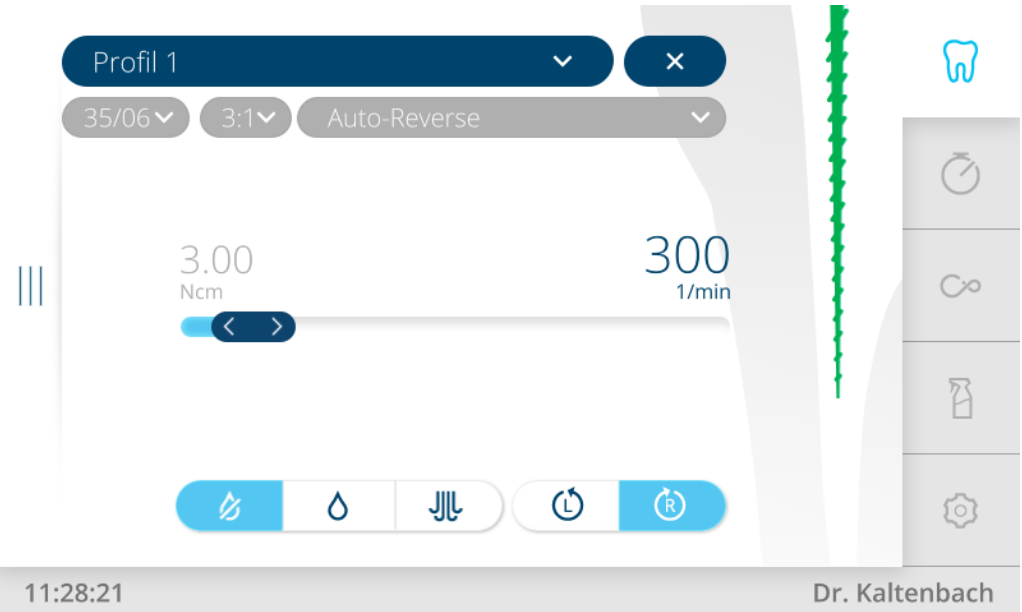 Profil 1
35/06 3:1 Auto-Reverse
3.00 300
Ncm 1/min
L R
11:28:21 Dr. Kaltenbach